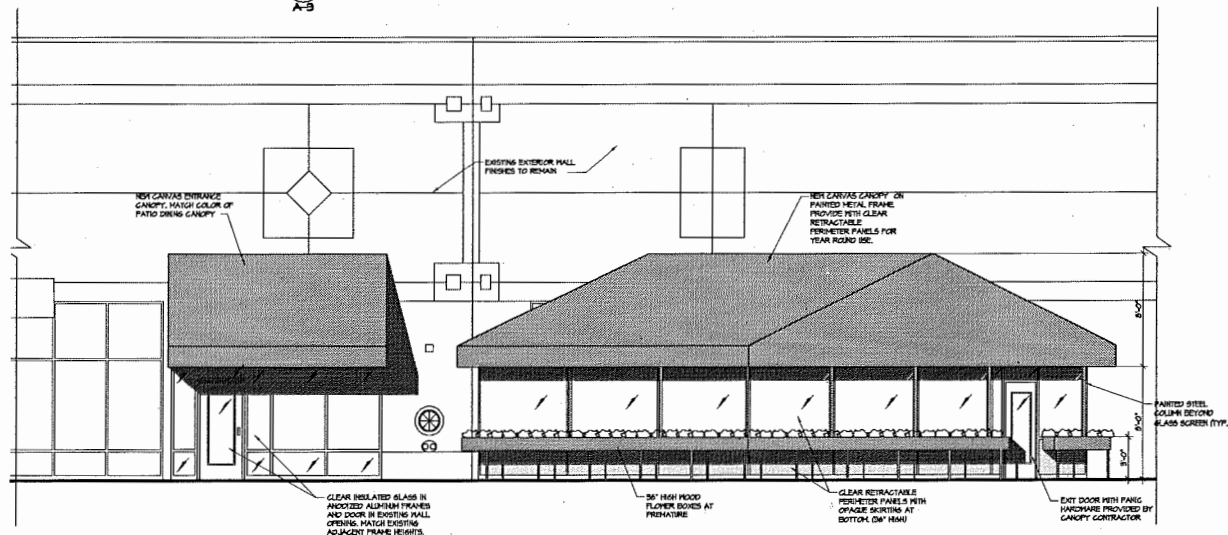 A-3
EXISTING EXTERIOR WALL
FINISHES TO REMAIN
NEW CANVAS ENTRANCE
CANOPY. MATCH COLOR OF
PATIO DINING CANOPY
NEW CANVAS CANOPY ON
PAINTED METAL FRAME
PROVIDE WITH CLEAR
RETRACTABLE
PERIMETER PANELS FOR
YEAR ROUND USE.
8'-0"
PAINTED STEEL
COLUMN BEYOND
GLASS SCREEN (TYP.
3'-0"
CLEAR INSULATED GLASS IN
ANODIZED ALUMINUM FRAMES
AND DOOR IN EXISTING WALL
OPENING. MATCH EXISTING
ADJACENT FRAME HEIGHTS.
36" HIGH WOOD
FLOWER BOXES AT
PREMATURE
CLEAR RETRACTABLE
PERIMETER PANELS WITH
OPAQUE SKIRTING AT
BOTTOM. (36" HIGH)
EXIT DOOR WITH PANIC
HARDWARE PROVIDED BY
CANOPY CONTRACTOR